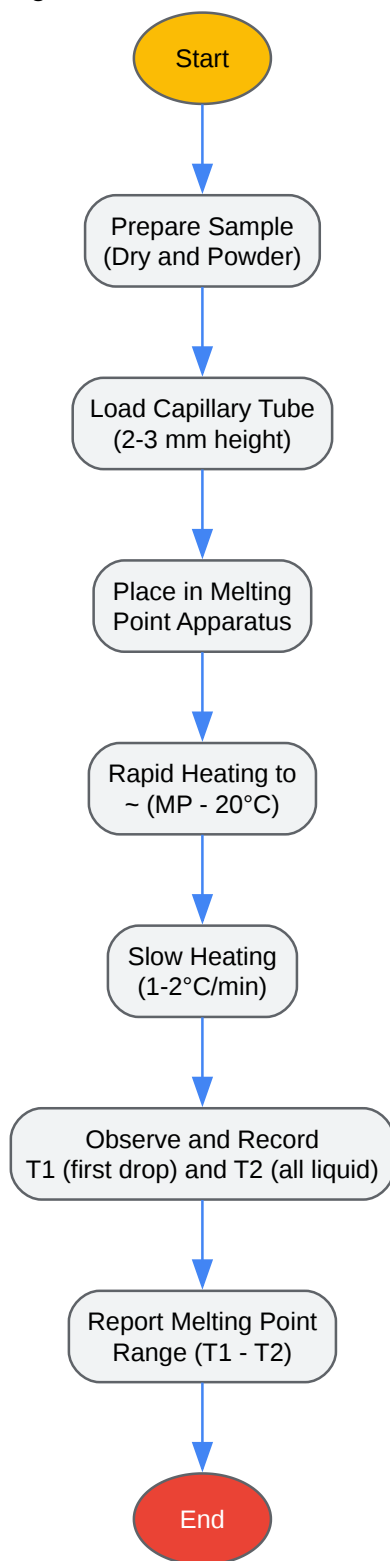 Start
Prepare Sample
(Dry and Powder)
Load Capillary Tube
(2-3 mm height)
Place in Melting
Point Apparatus
Rapid Heating to
~ (MP - 20°C)
Slow Heating
(1-2°C/min)
Observe and Record
T1 (first drop) and T2 (all liquid)
Report Melting Point
Range (T1 - T2)
End